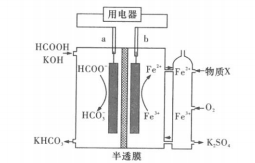 用电器
a
b
HCOOH
KOH
HCOO⁻
HCO₃⁻
Fe²⁺
Fe³⁺
Fe²⁺
Fe³⁺
物质X
O₂
KHCO₃
K₂SO₄
半透膜